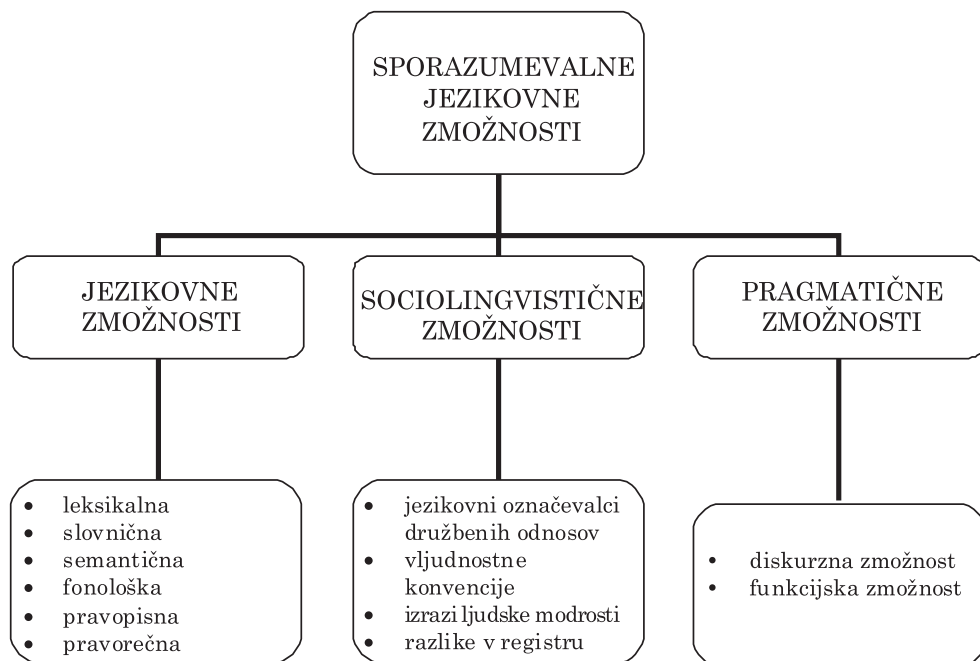 SPORAZUMEVALNE
JEZIKOVNE
ZMOŽNOSTI
JEZIKOVNE
ZMOŽNOSTI
SOCIOLINGVISTIČNE
ZMOŽNOSTI
PRAGMATIČNE
ZMOŽNOSTI
• leksikalna
• slovnična
• semantična
• fonološka
• pravopisna
• pravorečna
• jezikovni označevalci
družbenih odnosov
• vljudnostne
konvencije
• izrazi ljudske modrosti
• razlike v registru
• diskurzna zmožnost
• funkcijska zmožnost